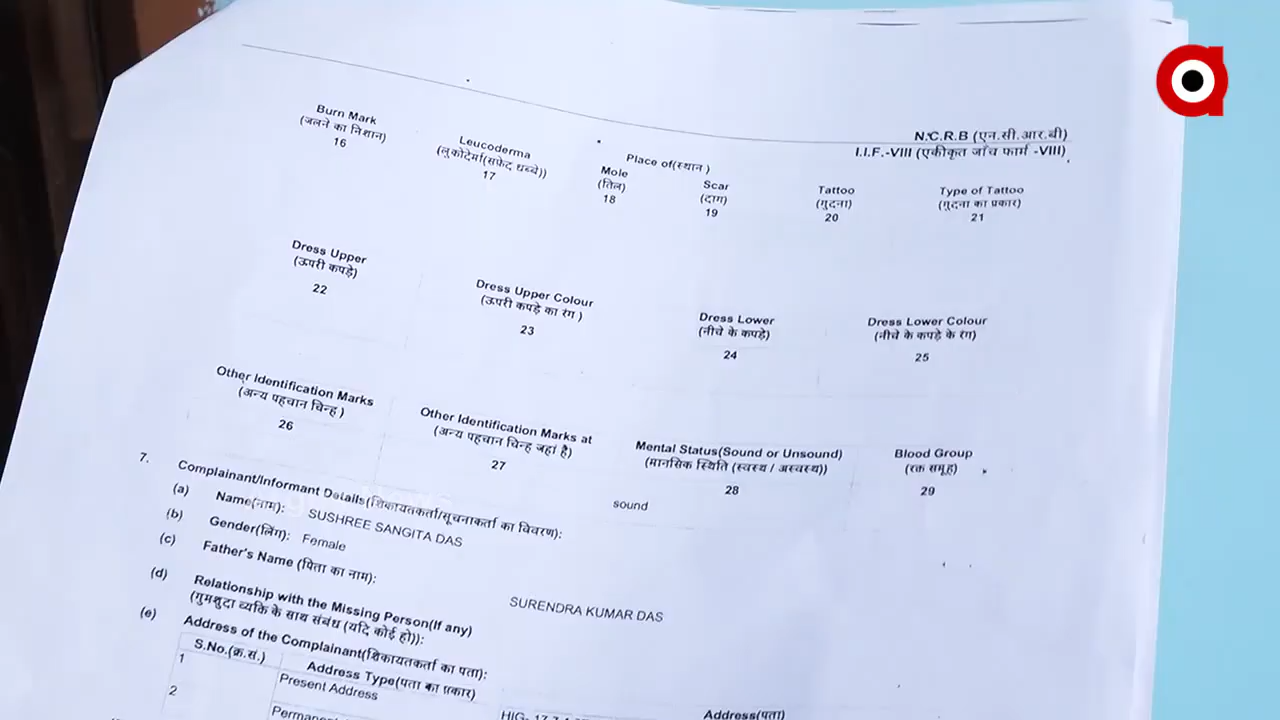 N.C.R.B (एन.सी.आर.बी)
I.I.F.-VIII (एकीकृत जाँच फार्म -VIII)
Place of(स्थान )
Burn Mark
(जलने का निशान)
16
Leucoderma
(लुकोदेर्मा(सफ़ेद धब्बे))
17
Mole
(तिल)
18
Scar
(दाग)
19
Tattoo
(गुदना)
20
Type of Tattoo
(गुदना का प्रकार)
21
Dress Upper
(ऊपरी कपड़े)
22
Dress Upper Colour
(ऊपरी कपड़े का रंग )
23
Dress Lower
(नीचे के कपड़े)
24
Dress Lower Colour
(नीचे के कपड़े के रंग)
25
Other Identification Marks
(अन्य पहचान चिन्ह )
26
Other Identification Marks at
(अन्य पहचान चिन्ह जहां है)
27
Mental Status(Sound or Unsound)
(मानसिक स्थिति (स्वस्थ / अस्वस्थ))
28
Blood Group
(रक्त समूह)
29
sound
7. Complainant/Informant Details(शिकायतकर्ता/सूचनाकर्ता का विवरण):
(a) Name(नाम): SUSHREE SANGITA DAS
(b) Gender(लिंग): Female
(c) Father's Name (पिता का नाम):
SURENDRA KUMAR DAS
(d) Relationship with the Missing Person(If any)
(गुमशुदा व्यक्ति के साथ संबंध (यदि कोई हो)):
(e) Address of the Complainant(शिकायतकर्ता का पता):
S.No.(क्र.सं.) Address Type(पता का प्रकार) Address(पता)
1 Present Address
2